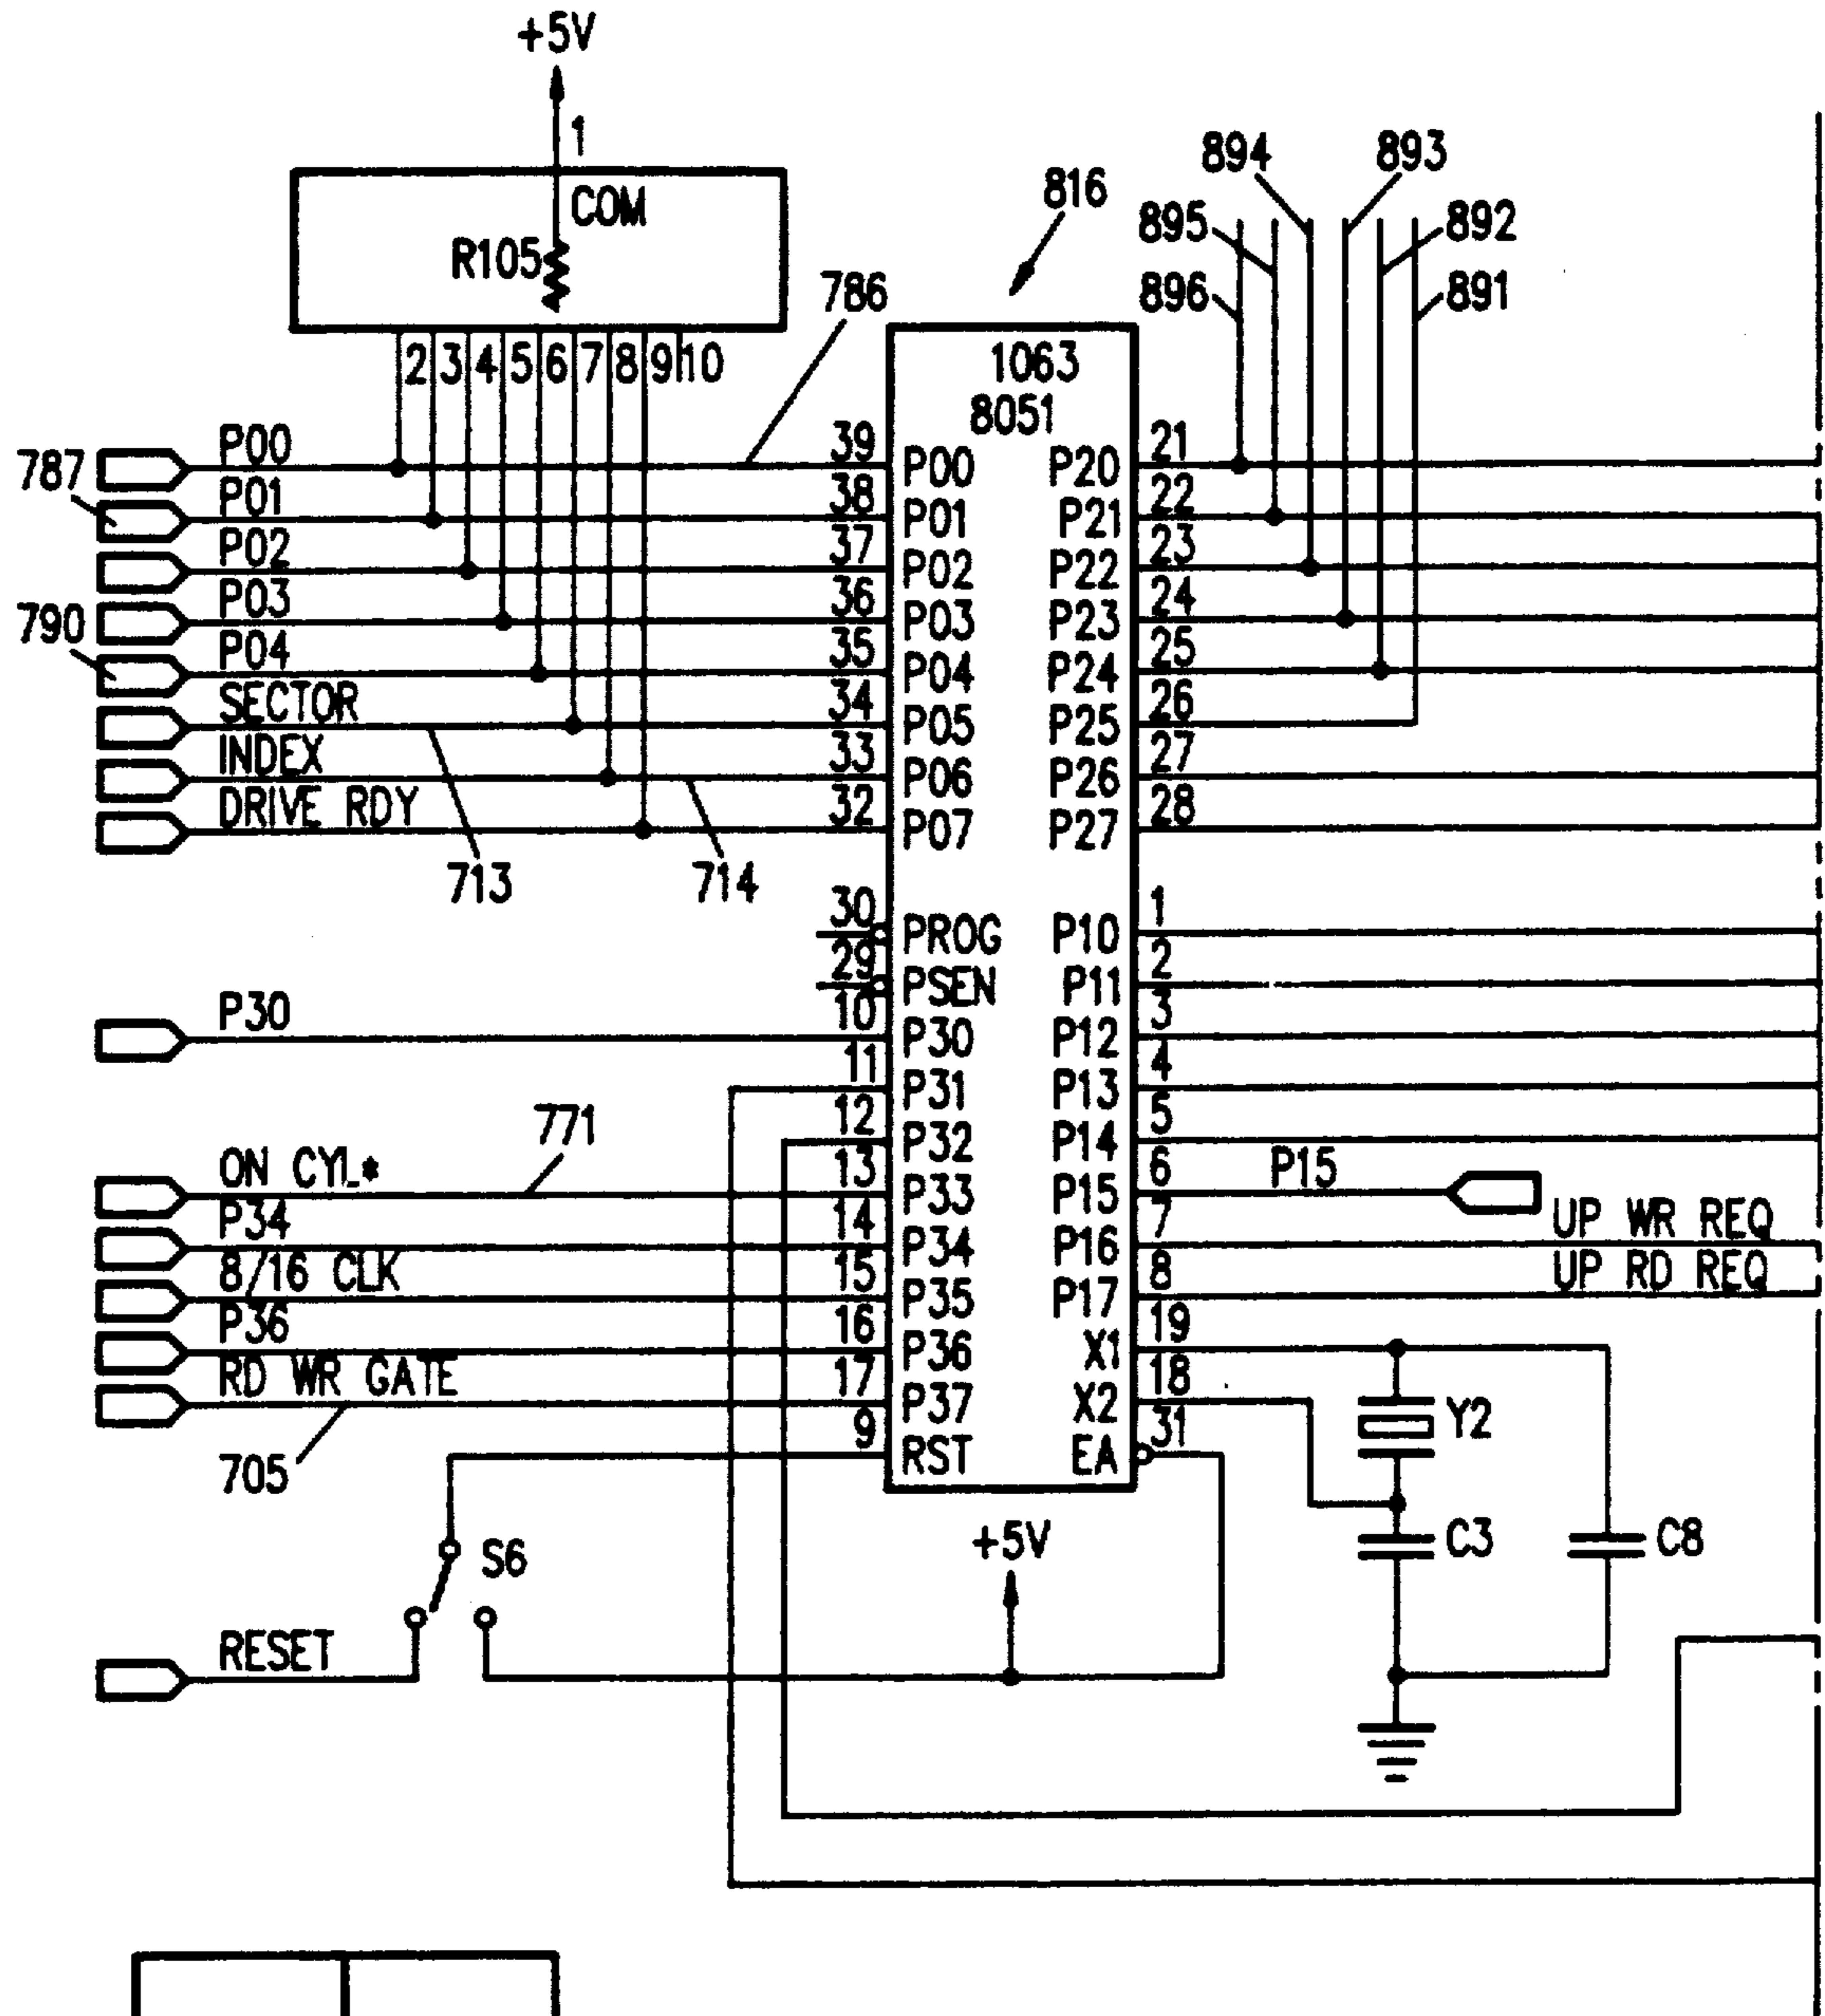 +5V
1
COM
R105
2 3 4 5 6 7 8 9 10
786
816
894 893
895 892
896 891
1063
8051
787
790
P00 39 P00 P20 21
P01 38 P01 P21 22
P02 37 P02 P22 23
P03 36 P03 P23 24
P04 35 P04 P24 25
SECTOR 34 P05 P25 26
INDEX 33 P06 P26 27
DRIVE RDY 32 P07 P27 28
713 714
30 PROG P10 1
29 PSEN P11 2
P30 10 P30 P12 3
11 P31 P13 4
771
12 P32 P14 5
ON CYL* 13 P33 P15 6 P15
P34 14 P34 P16 7 UP WR REQ
8/16 CLK 15 P35 P17 8 UP RD REQ
P36 16 P36 X1 19
RD WR GATE 17 P37 X2 18 Y2
705
9 RST EA 31
S6
+5V
C3 C8
RESET